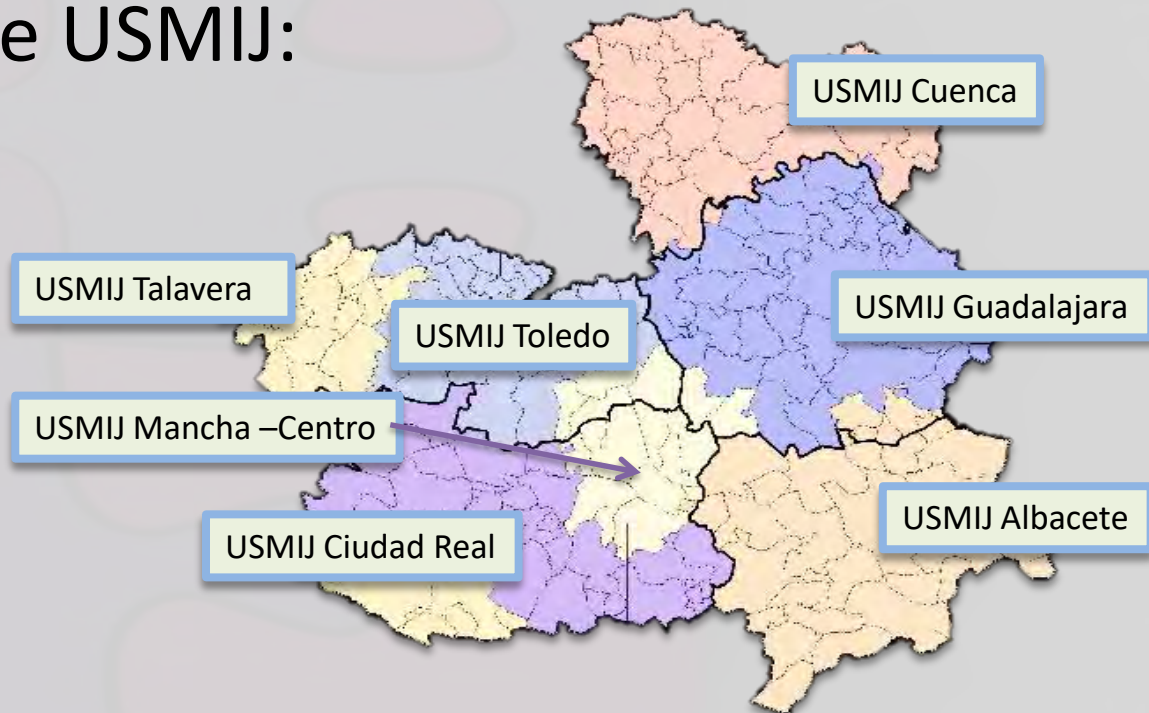 e USMIJ:
USMIJ Cuenca
USMIJ Talavera
USMIJ Guadalajara
USMIJ Toledo
USMIJ Mancha –Centro
USMIJ Albacete
USMIJ Ciudad Real